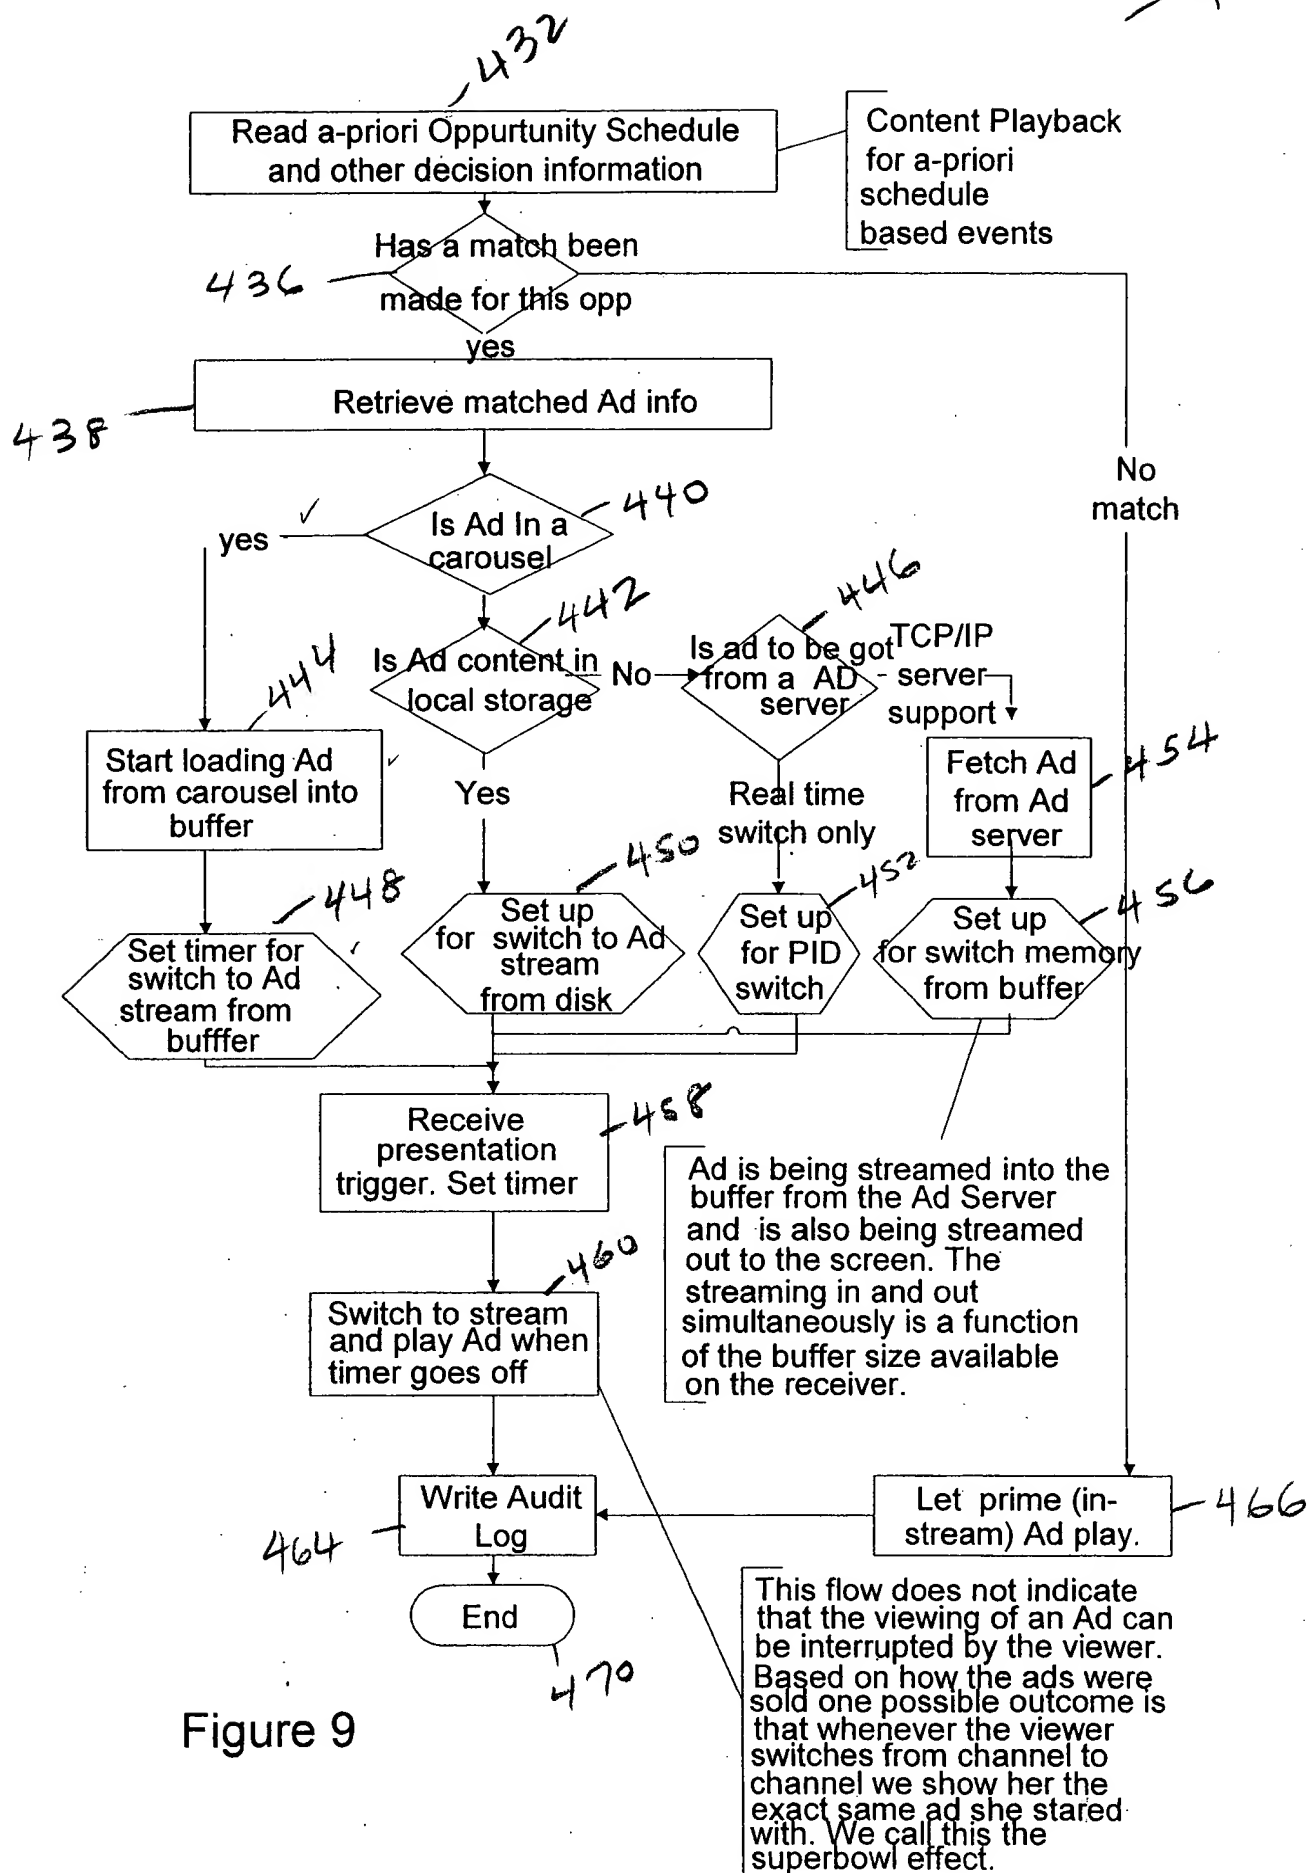 432
Read a-priori Oppurtunity Schedule
and other decision information
Content Playback
for a-priori
schedule
based events
Has a match been
made for this opp
436
yes
Retrieve matched Ad info
438
No
match
Is Ad In a
carousel
440
yes
442
Is Ad content in
local storage
No
446
Is ad to be got
from a AD
server
TCP/IP
server
support
444
Start loading Ad
from carousel into
buffer
Yes
Real time
switch only
Fetch Ad
from Ad
server
454
448
Set timer for
switch to Ad
stream from
bufffer
450
Set up
for switch to Ad
stream
from disk
452
Set up
for PID
switch
456
Set up
for switch memory
from buffer
Receive
presentation
trigger. Set timer
458
Ad is being streamed into the
buffer from the Ad Server
and is also being streamed
out to the screen. The
streaming in and out
simultaneously is a function
of the buffer size available
on the receiver.
460
Switch to stream
and play Ad when
timer goes off
Write Audit
Log
464
Let prime (in-
stream) Ad play.
466
End
470
This flow does not indicate
that the viewing of an Ad can
be interrupted by the viewer.
Based on how the ads were
sold one possible outcome is
that whenever the viewer
switches from channel to
channel we show her the
exact same ad she stared
with. We call this the
superbowl effect.
Figure 9